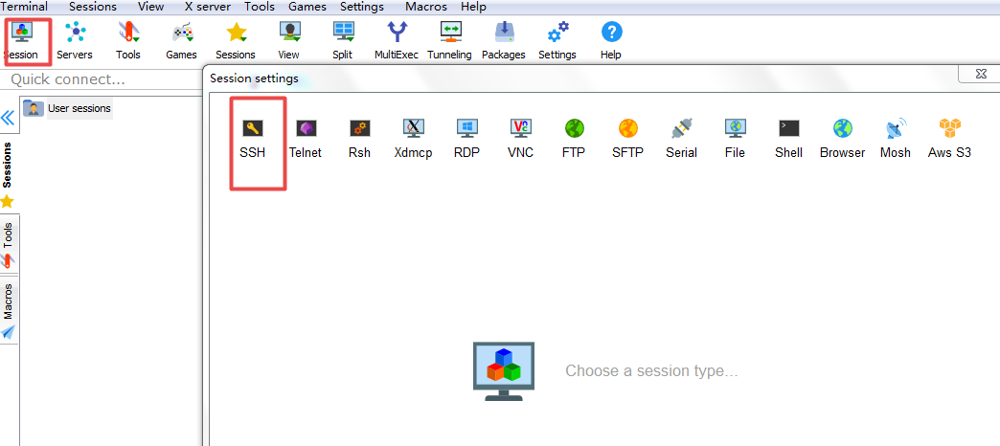 Terminal Sessions View X server Tools Games Settings Macros Help
Session Servers Tools Games Sessions View Split MultiExec Tunneling Packages Settings Help
Quick connect...
Session settings
User sessions
SSH Telnet Rsh Xdmcp RDP VNC FTP SFTP Serial File Shell Browser Mosh Aws S3
Sessions
Tools
Macros
Choose a session type...